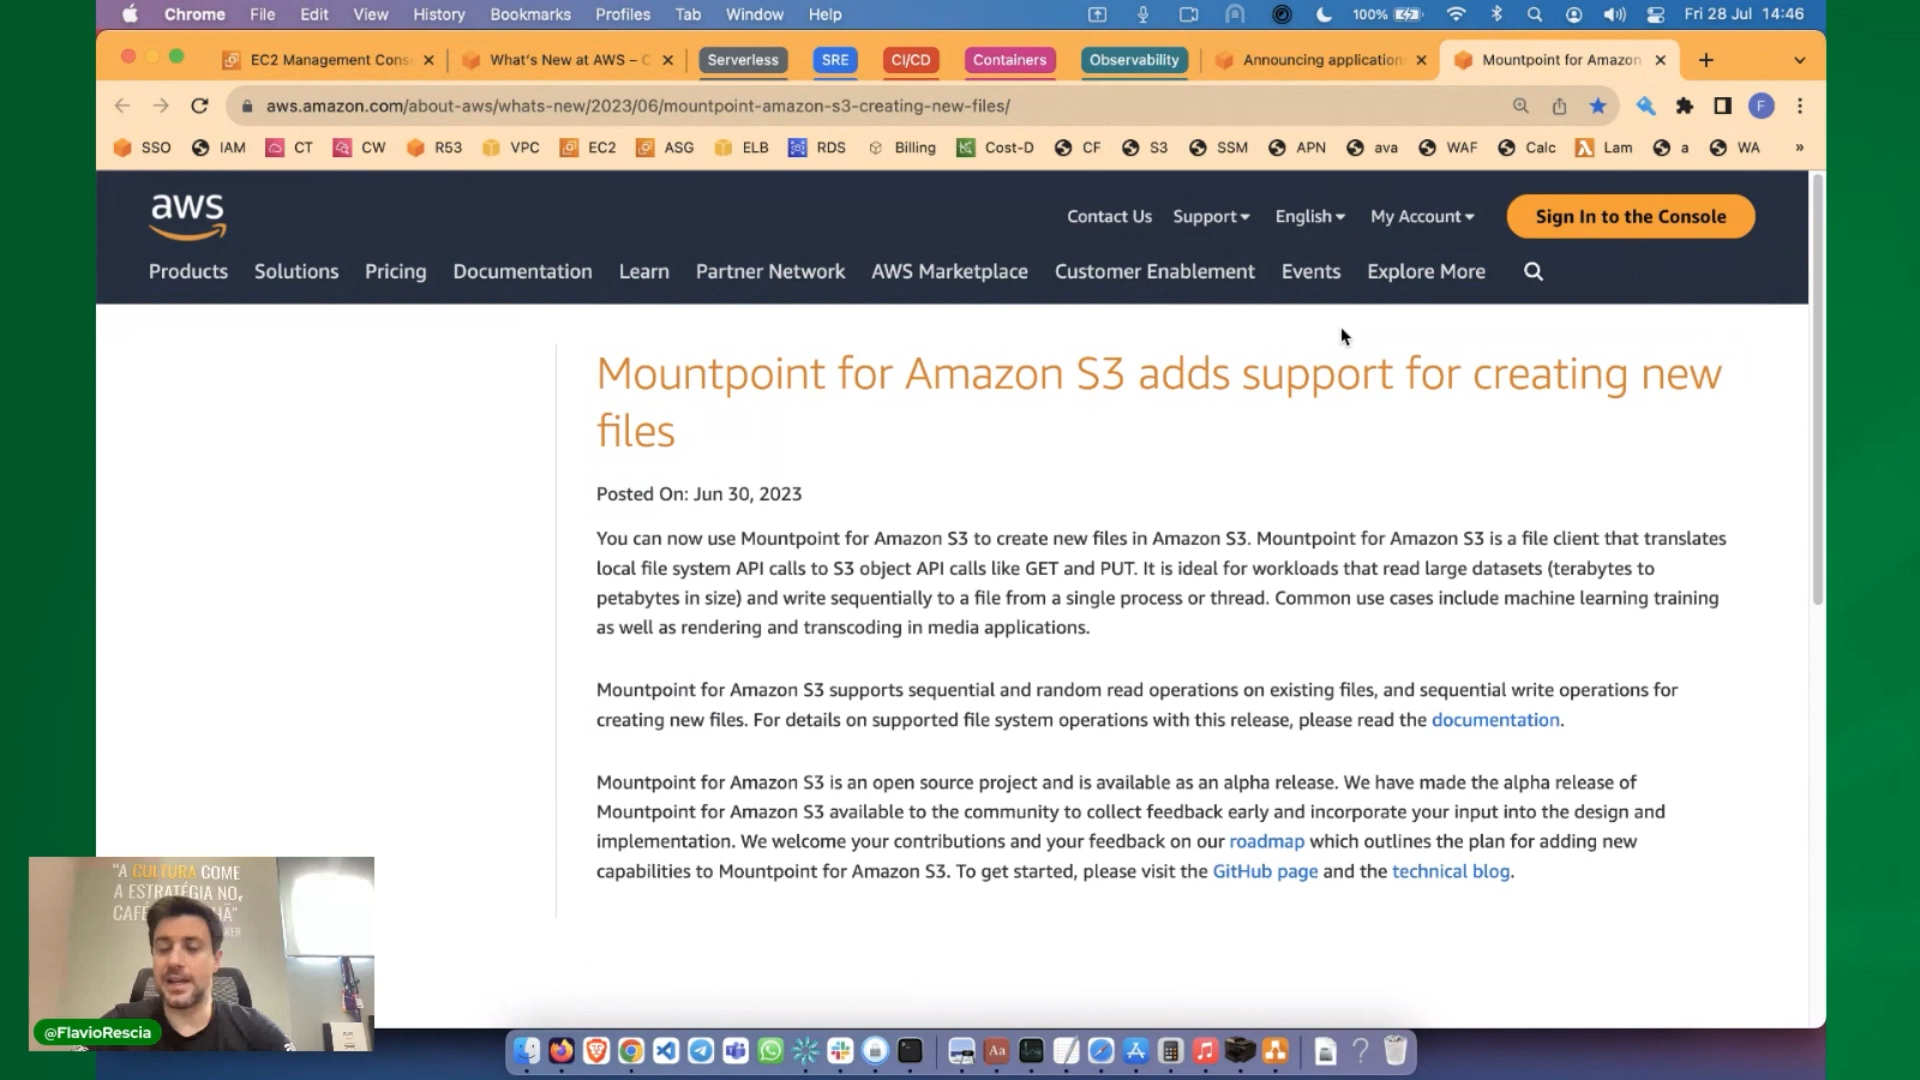 Chrome File Edit View History Bookmarks Profiles Tab Window Help 100% Fri 28 Jul 14:46
EC2 Management Cons What's New at AWS – C Serverless SRE CI/CD Containers Observability Announcing application Mountpoint for Amazon
aws.amazon.com/about-aws/whats-new/2023/06/mountpoint-amazon-s3-creating-new-files/ F
SSO IAM CT CW R53 VPC EC2 ASG ELB RDS Billing Cost-D CF S3 SSM APN ava WAF Calc Lam a WA »
aws
Contact Us Support English My Account Sign In to the Console
Products Solutions Pricing Documentation Learn Partner Network AWS Marketplace Customer Enablement Events Explore More
Mountpoint for Amazon S3 adds support for creating new
files
Posted On: Jun 30, 2023
You can now use Mountpoint for Amazon S3 to create new files in Amazon S3. Mountpoint for Amazon S3 is a file client that translates
local file system API calls to S3 object API calls like GET and PUT. It is ideal for workloads that read large datasets (terabytes to
petabytes in size) and write sequentially to a file from a single process or thread. Common use cases include machine learning training
as well as rendering and transcoding in media applications.
Mountpoint for Amazon S3 supports sequential and random read operations on existing files, and sequential write operations for
creating new files. For details on supported file system operations with this release, please read the documentation.
Mountpoint for Amazon S3 is an open source project and is available as an alpha release. We have made the alpha release of
Mountpoint for Amazon S3 available to the community to collect feedback early and incorporate your input into the design and
implementation. We welcome your contributions and your feedback on our roadmap which outlines the plan for adding new
capabilities to Mountpoint for Amazon S3. To get started, please visit the GitHub page and the technical blog.
"A CULTURA COME
A ESTRATÉGIA NO,
CAFÉ HÃ"
KER
@FlavioRescia
Aa